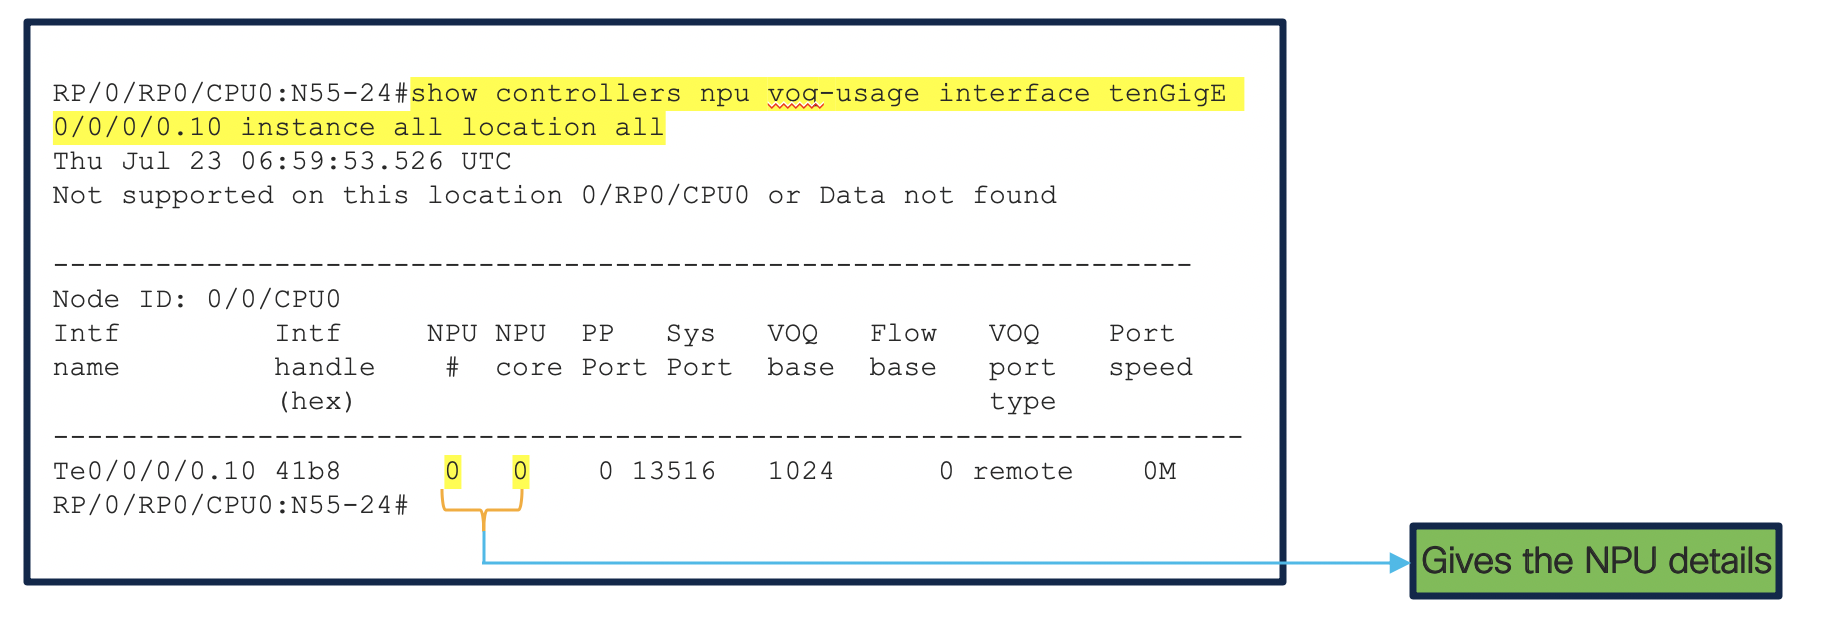 RP/0/RP0/CPU0:N55-24#show controllers npu voq-usage interface tenGigE
0/0/0/0.10 instance all location all
Thu Jul 23 06:59:53.526 UTC
Not supported on this location 0/RP0/CPU0 or Data not found
-------------------------------------------------------------------
Node ID: 0/0/CPU0
Intf         Intf     NPU NPU  PP   Sys   VOQ   Flow   VOQ    Port
name         handle    #  core Port Port  base  base   port   speed
             (hex)                                     type
----------------------------------------------------------------------
Te0/0/0/0.10 41b8      0   0    0 13516   1024      0 remote    0M
RP/0/RP0/CPU0:N55-24#
Gives the NPU details